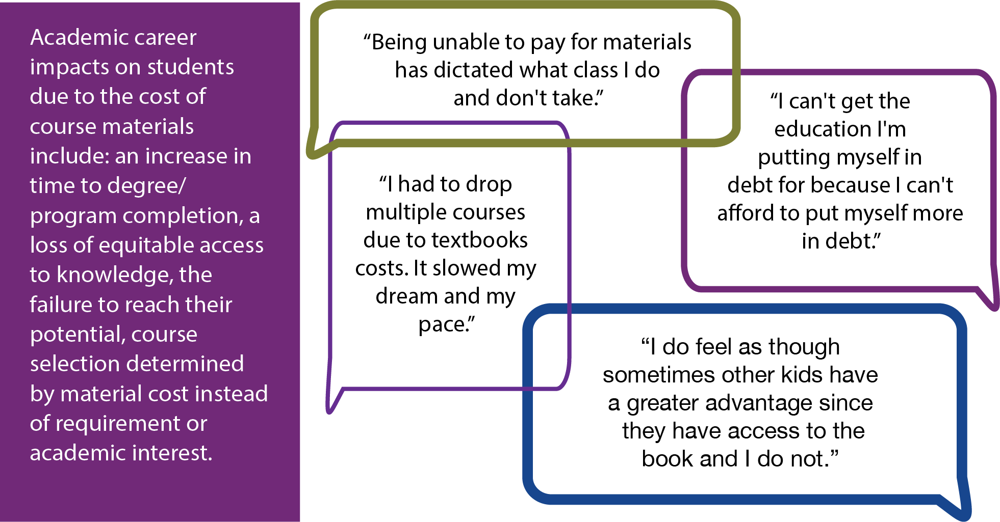 Academic career
impacts on students
due to the cost of
course materials
include: an increase in
time to degree/
program completion, a
loss of equitable access
to knowledge, the
failure to reach their
potential, course
selection determined
by material cost instead
of requirement or
academic interest.
“Being unable to pay for materials
has dictated what class I do
and don't take.”
“I can't get the
education I'm
putting myself in
debt for because I can't
afford to put myself more
in debt.”
“I had to drop
multiple courses
due to textbooks
costs. It slowed my
dream and my
pace.”
“I do feel as though
sometimes other kids have
a greater advantage since
they have access to the
book and I do not.”